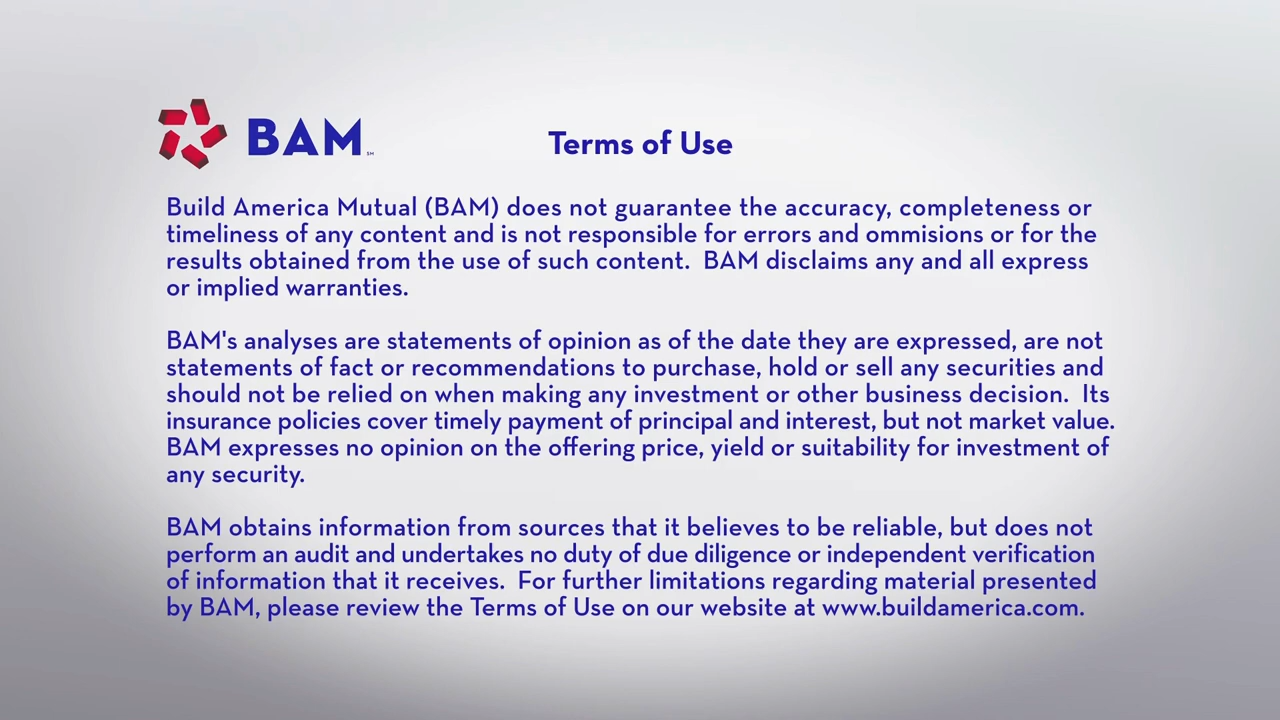 BAM℠
Terms of Use
Build America Mutual (BAM) does not guarantee the accuracy, completeness or
timeliness of any content and is not responsible for errors and ommisions or for the
results obtained from the use of such content.  BAM disclaims any and all express
or implied warranties.
BAM's analyses are statements of opinion as of the date they are expressed, are not
statements of fact or recommendations to purchase, hold or sell any securities and
should not be relied on when making any investment or other business decision.  Its
insurance policies cover timely payment of principal and interest, but not market value.
BAM expresses no opinion on the offering price, yield or suitability for investment of
any security.
BAM obtains information from sources that it believes to be reliable, but does not
perform an audit and undertakes no duty of due diligence or independent verification
of information that it receives.  For further limitations regarding material presented
by BAM, please review the Terms of Use on our website at www.buildamerica.com.